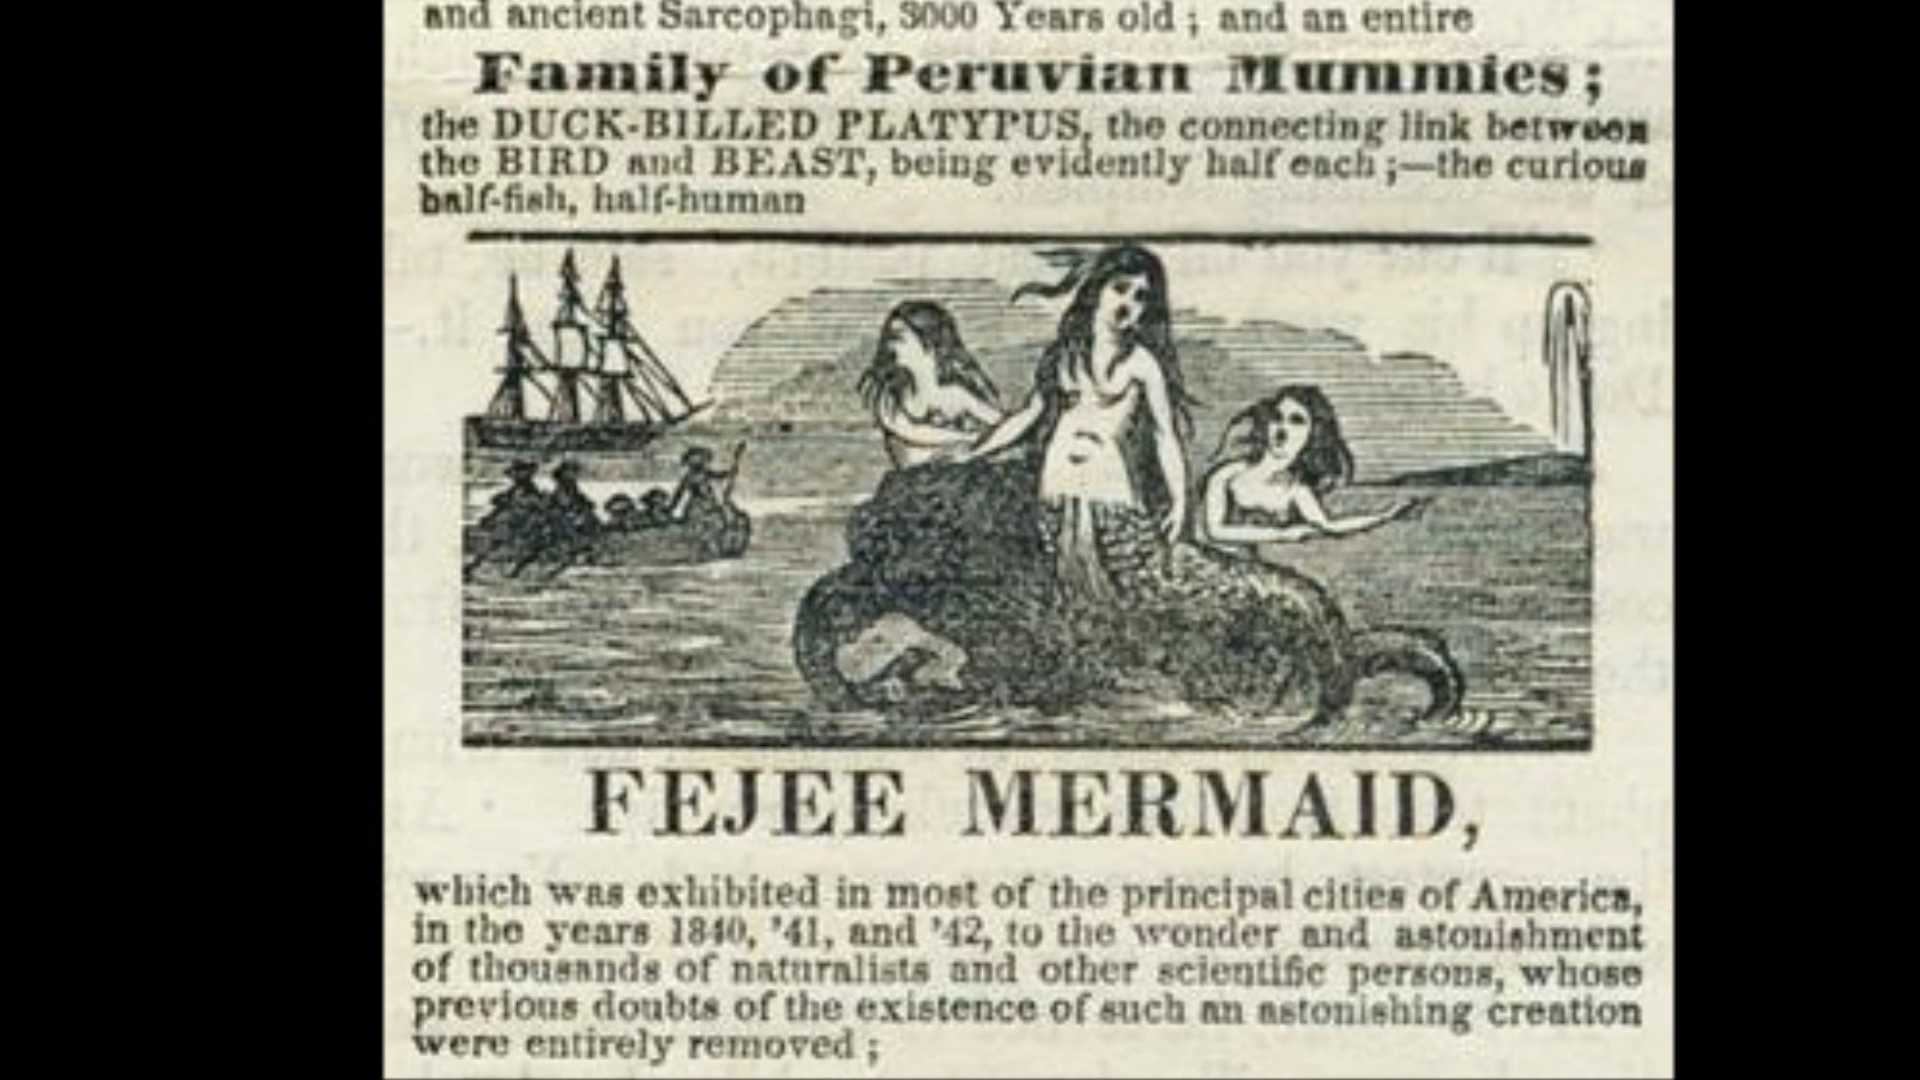 and ancient Sarcophagi, 3000 Years old; and an entire
Family of Peruvian Mummies;
the DUCK-BILLED PLATYPUS, the connecting link between
the BIRD and BEAST, being evidently half each;—the curious
half-fish, half-human
FEJEE MERMAID,
which was exhibited in most of the principal cities of America,
in the years 1840, '41, and '42, to the wonder and astonishment
of thousands of naturalists and other scientific persons, whose
previous doubts of the existence of such an astonishing creation
were entirely removed;